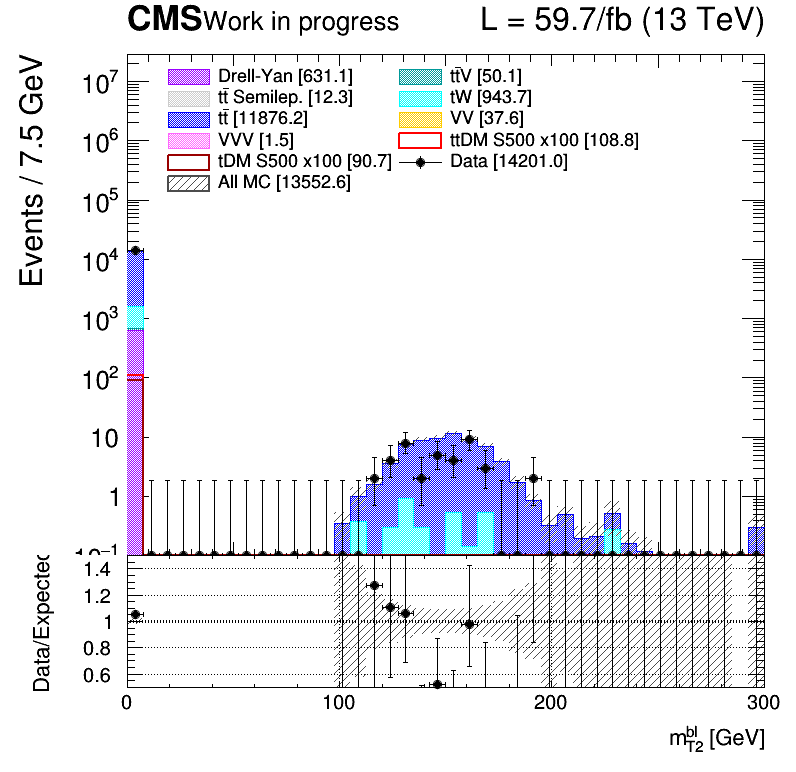 CMS Work in progress L = 59.7/fb (13 TeV)
Events / 7.5 GeV
Drell-Yan [631.1] tt̄V [50.1]
tt̄ Semilep. [12.3] tW [943.7]
tt̄ [11876.2] VV [37.6]
VVV [1.5] ttDM S500 x100 [108.8]
tDM S500 x100 [90.7] Data [14201.0]
All MC [13552.6]
10⁷
10⁶
10⁵
10⁴
10³
10²
10
1
10⁻¹
Data/Expected
1.4
1.2
1
0.8
0.6
0 100 200 300
m_{T2}^{bl} [GeV]